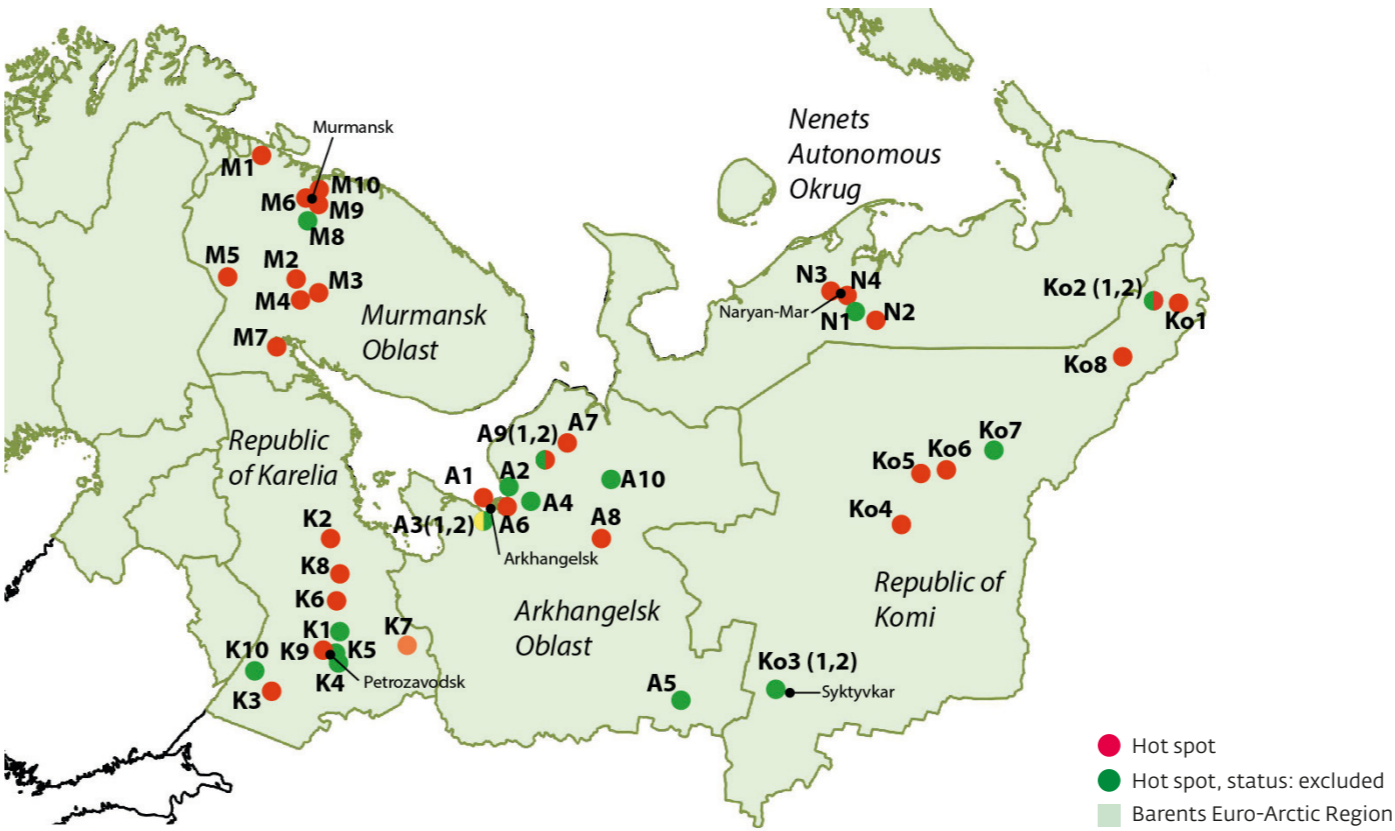 Murmansk
M1
M10
M6
M9
M8
M5
M2
M3
M4
M7
Murmansk
Oblast
Nenets
Autonomous
Okrug
N3
N4
Naryan-Mar
N1
N2
Ko2 (1,2)
Ko1
Ko8
Republic
of Karelia
A9(1,2)
A7
A1
A2
A10
A4
A3(1,2)
A6
A8
Arkhangelsk
Ko7
Ko6
Ko5
Ko4
K2
K8
K6
K1
K7
K10
K9
K5
K4
Petrozavodsk
K3
Arkhangelsk
Oblast
A5
Republic of
Komi
Ko3 (1,2)
Syktyvkar
Hot spot
Hot spot, status: excluded
Barents Euro-Arctic Region